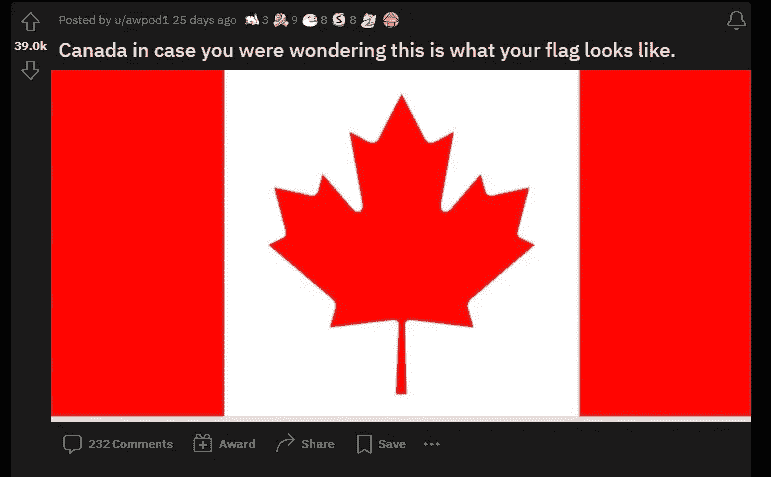 Posted by u/awpod1 25 days ago 3 9 8 8
39.0k
Canada in case you were wondering this is what your flag looks like.
232 Comments Award Share Save